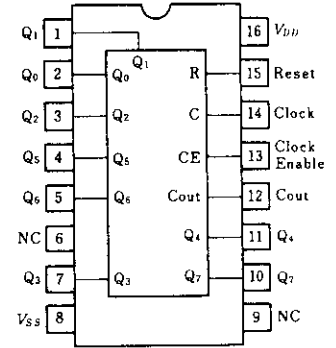 Q₁ 1 16 V_DD
Q₁
Q₀ 2 Q₀ R 15 Reset
Q₂ 3 Q₂ C 14 Clock
Q₅ 4 Q₅ CE 13 Clock Enable
Q₆ 5 Q₆ Cout 12 Cout
NC 6 Q₄ 11 Q₄
Q₃ 7 Q₃ Q₇ 10 Q₇
V_SS 8 9 NC